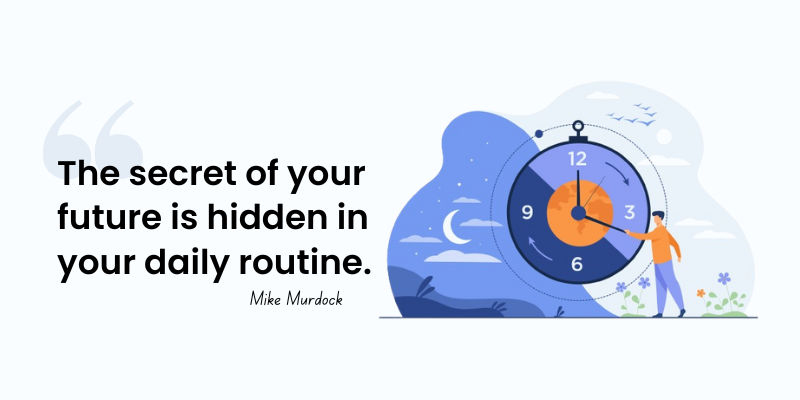 The secret of your
future is hidden in
your daily routine.
Mike Murdock
12
9
3
6